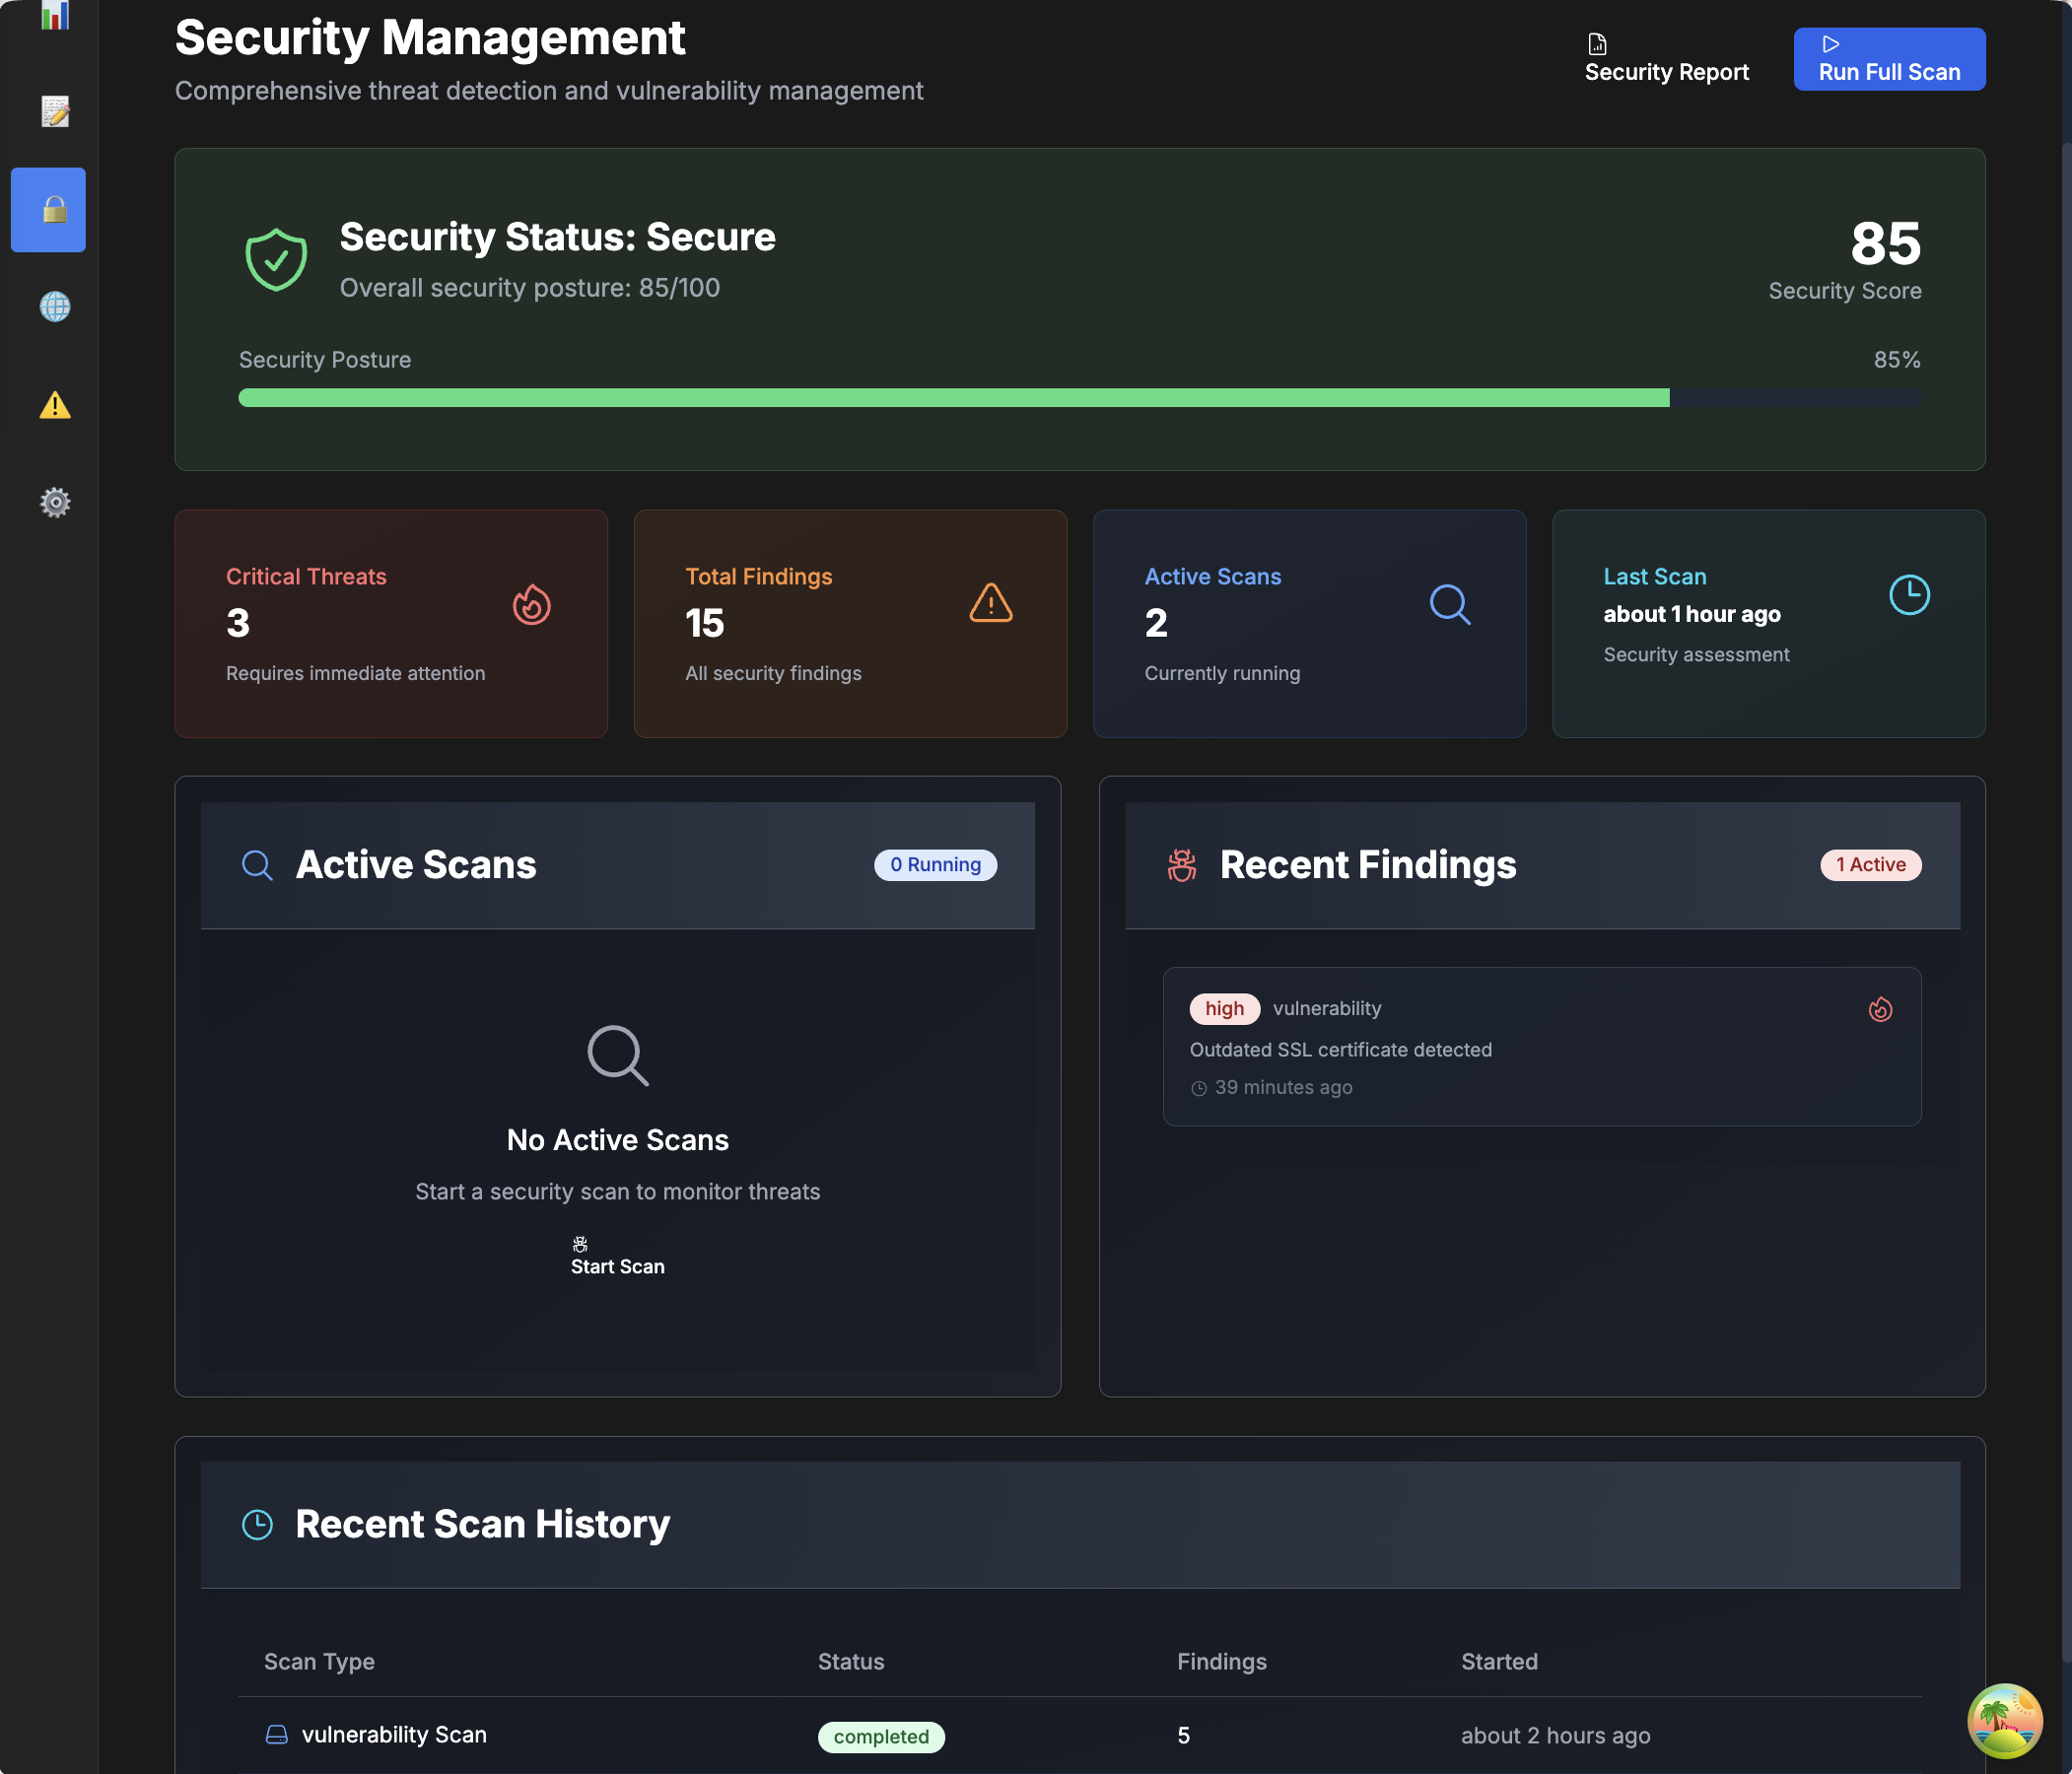 Security Management
Comprehensive threat detection and vulnerability management
Security Report
Run Full Scan
Security Status: Secure
Overall security posture: 85/100
85
Security Score
Security Posture
85%
Critical Threats
3
Requires immediate attention
Total Findings
15
All security findings
Active Scans
2
Currently running
Last Scan
about 1 hour ago
Security assessment
Active Scans
0 Running
No Active Scans
Start a security scan to monitor threats
Start Scan
Recent Findings
1 Active
high vulnerability
Outdated SSL certificate detected
39 minutes ago
Recent Scan History
Scan Type Status Findings Started
vulnerability Scan completed 5 about 2 hours ago